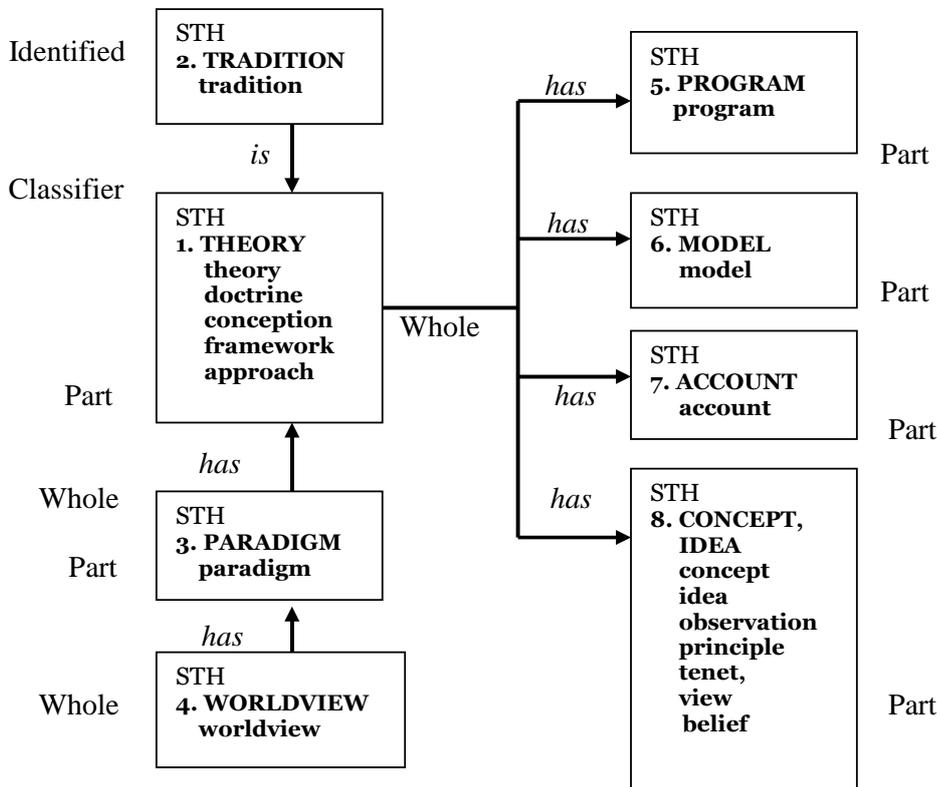 Identified
STH
2. TRADITION
tradition
is
Classifier
STH
1. THEORY
theory
doctrine
conception
framework
approach
Part
Whole
has
Whole
STH
3. PARADIGM
paradigm
Part
has
STH
4. WORLDVIEW
worldview
Whole
has
STH
5. PROGRAM
program
Part
has
STH
6. MODEL
model
Part
has
STH
7. ACCOUNT
account
Part
has
STH
8. CONCEPT,
IDEA
concept
idea
observation
principle
tenet,
view
belief
Part